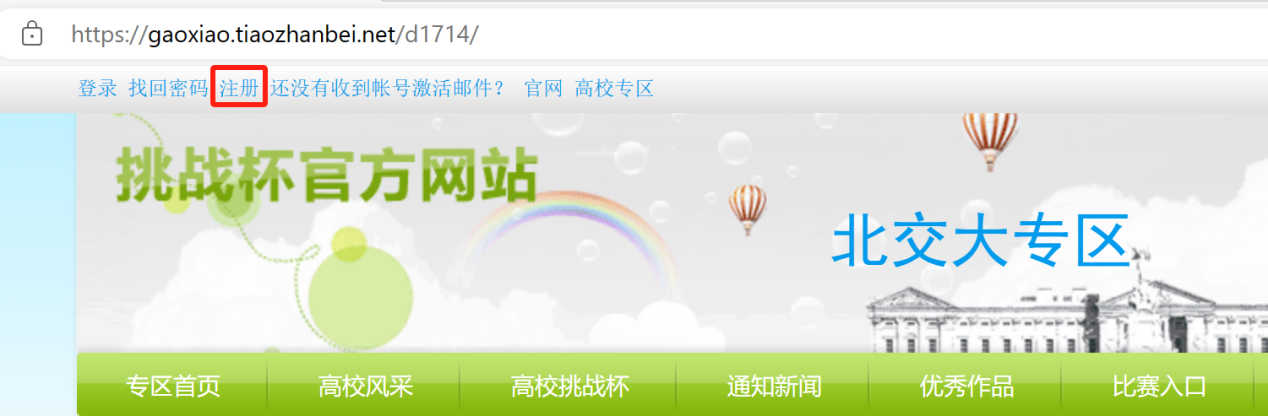 https://gaoxiao.tiaozhanbei.net/d1714/
登录 找回密码 注册 还没有收到帐号激活邮件？ 官网 高校专区
挑战杯官方网站
北交大专区
专区首页 高校风采 高校挑战杯 通知新闻 优秀作品 比赛入口